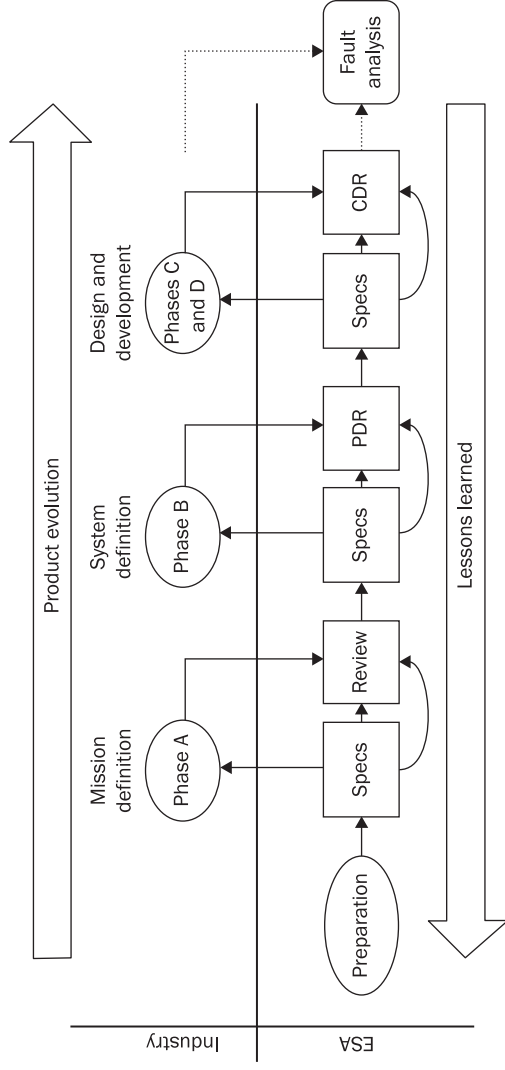 Product evolution
Mission
definition
System
definition
Design and
development
Industry
Phase A
Phase B
Phases C
and D
ESA
Preparation
Specs
Review
Specs
PDR
Specs
CDR
Fault
analysis
Lessons learned